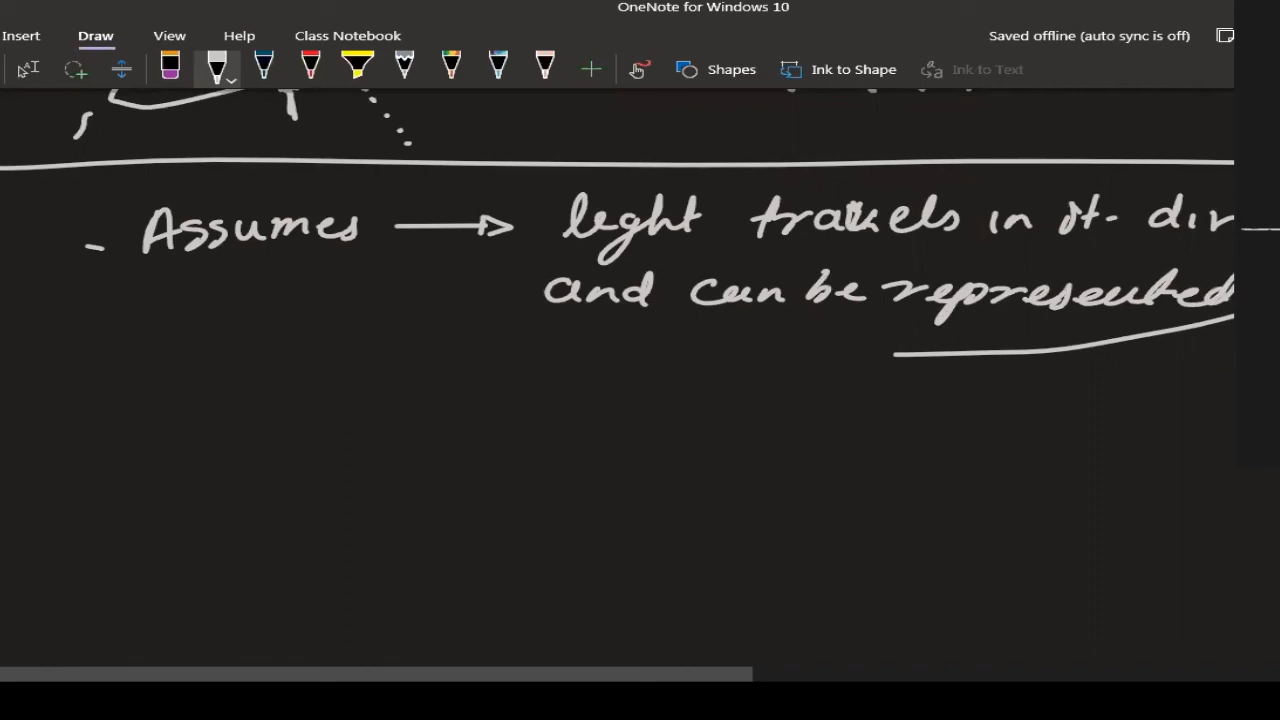 OneNote for Windows 10
Insert Draw View Help Class Notebook Saved offline (auto sync is off)
Shapes Ink to Shape Ink to Text
- Assumes → light travels in st. dir
and can be represented